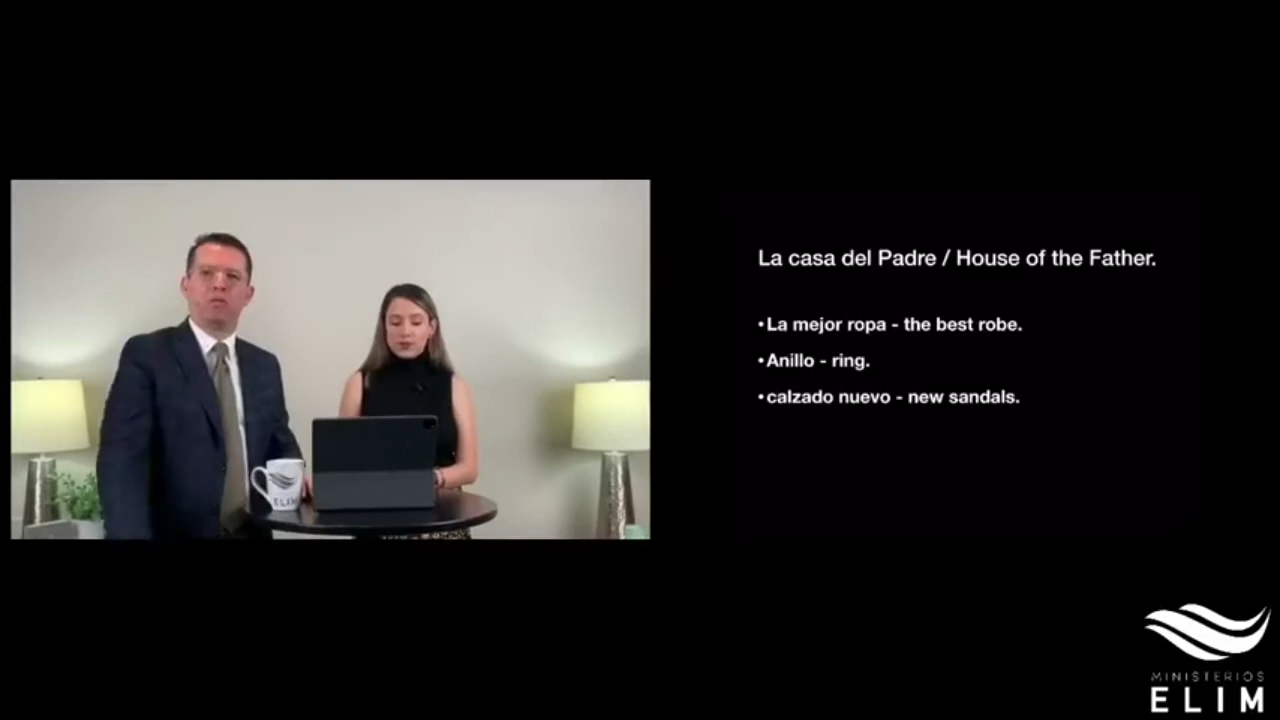 La casa del Padre / House of the Father.
•La mejor ropa - the best robe.
•Anillo - ring.
•calzado nuevo - new sandals.
ELIM
MINISTERIOS
ELIM